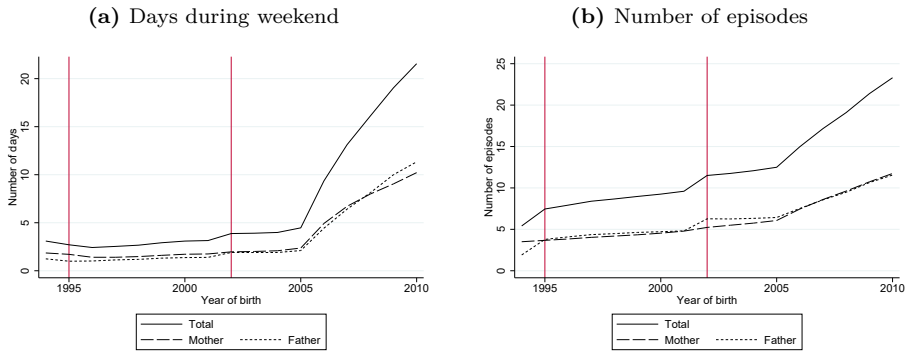 (a) Days during weekend
Number of days
0
5
10
15
20
1995
2000
2005
2010
Year of birth
Total
Mother
Father
(b) Number of episodes
Number of episodes
0
5
10
15
20
25
1995
2000
2005
2010
Year of birth
Total
Mother
Father